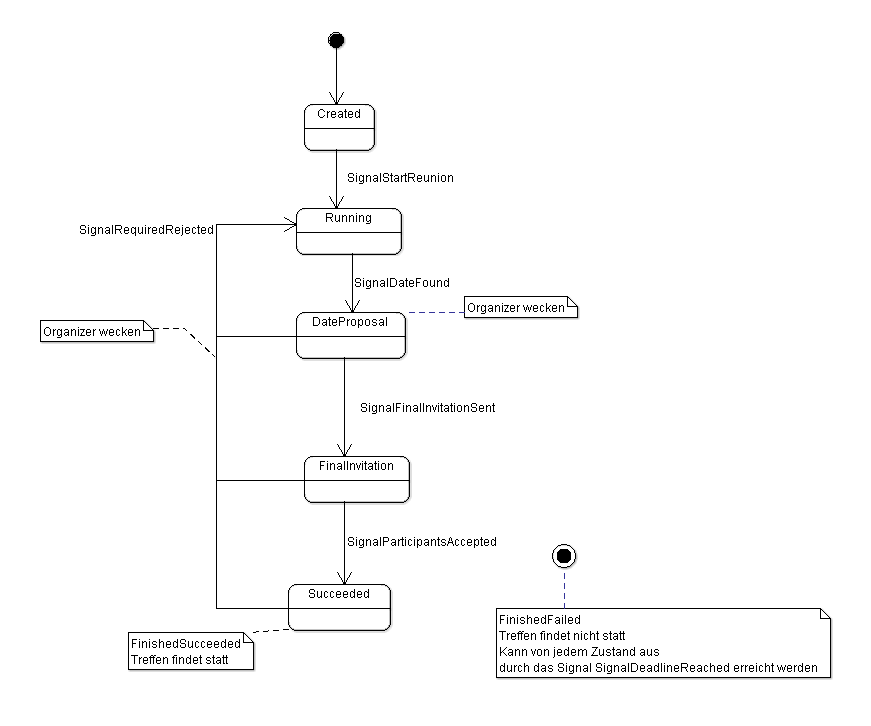 Created
SignalStartReunion
Running
SignalRequiredRejected
SignalDateFound
Organizer wecken
DateProposal
Organizer wecken
SignalFinalInvitationSent
FinalInvitation
SignalParticipantsAccepted
Succeeded
FinishedSucceeded
Treffen findet statt
FinishedFailed
Treffen findet nicht statt
Kann von jedem Zustand aus
durch das Signal SignalDeadlineReached erreicht werden